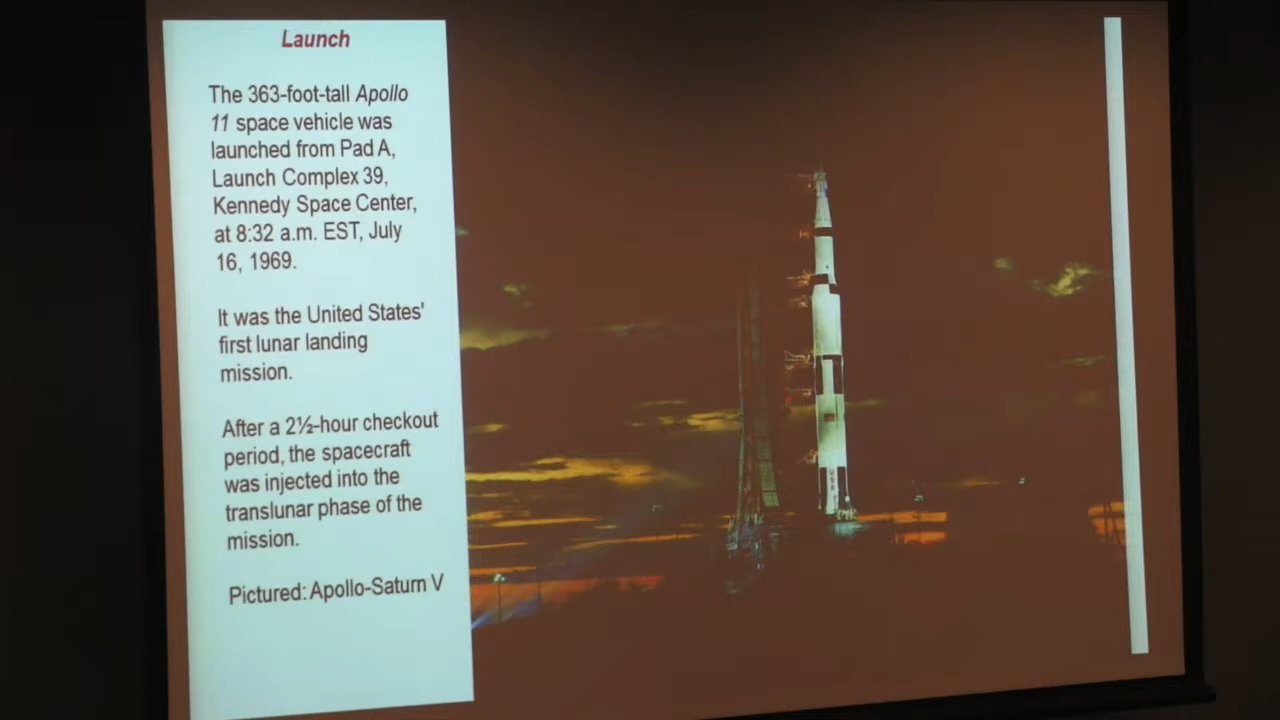 Launch
The 363-foot-tall Apollo
11 space vehicle was
launched from Pad A,
Launch Complex 39,
Kennedy Space Center,
at 8:32 a.m. EST, July
16, 1969.
It was the United States'
first lunar landing
mission.
After a 2½-hour checkout
period, the spacecraft
was injected into the
translunar phase of the
mission.
Pictured: Apollo-Saturn V
USA